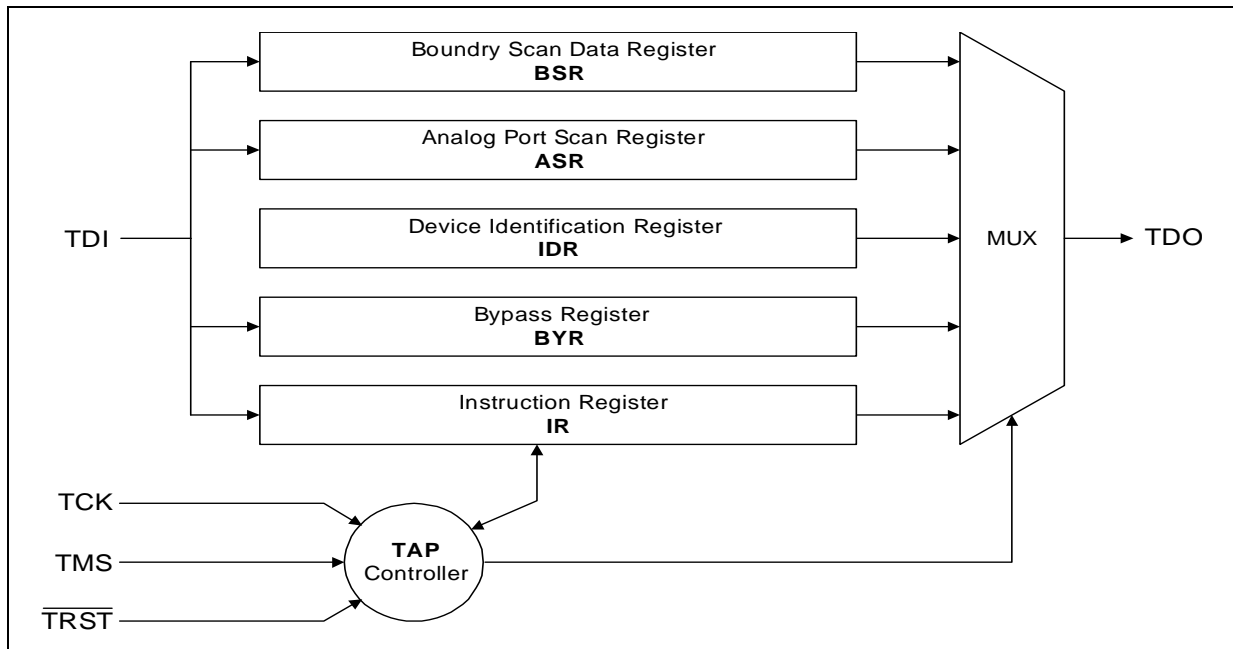 Boundry Scan Data Register
BSR
Analog Port Scan Register
ASR
Device Identification Register
IDR
TDI
MUX
TDO
Bypass Register
BYR
Instruction Register
IR
TCK
TMS
TAP
Controller
TRST